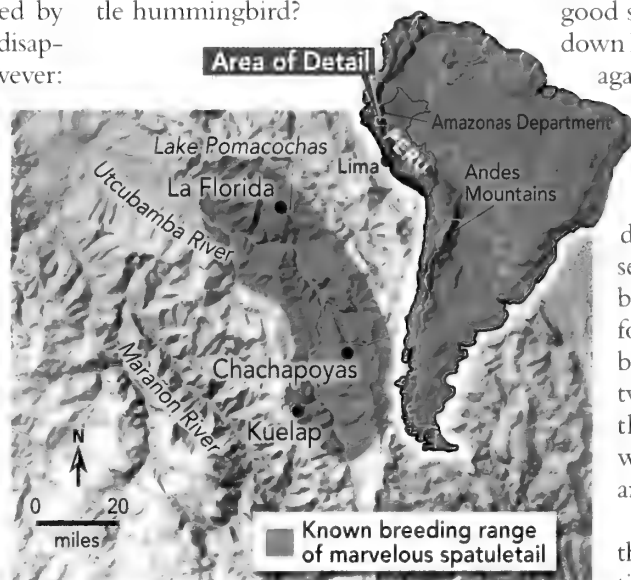 ed by
disap-
vever:
tle hummingbird?
good s
down
aga
Area of Detail
Amazonas Department
PERU
Lima
Andes
Mountains
Lake Pomacochas
La Florida
Utcubamba River
Chachapoyas
Maranon River
Kuelap
N
0 20
miles
Known breeding range
of marvelous spatuletail
d
se
b
fo
b
th
w
th